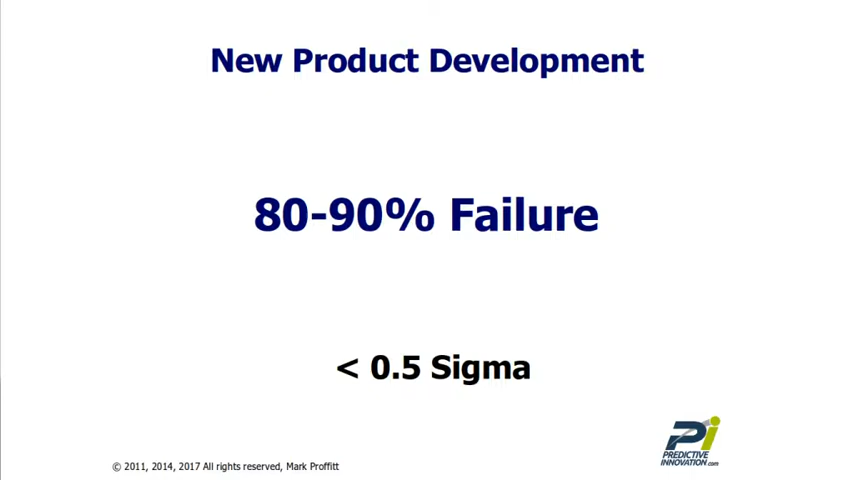 New Product Development
80-90% Failure
< 0.5 Sigma
Pi
PREDICTIVE
INNOVATION.com
© 2011, 2014, 2017 All rights reserved, Mark Proffitt